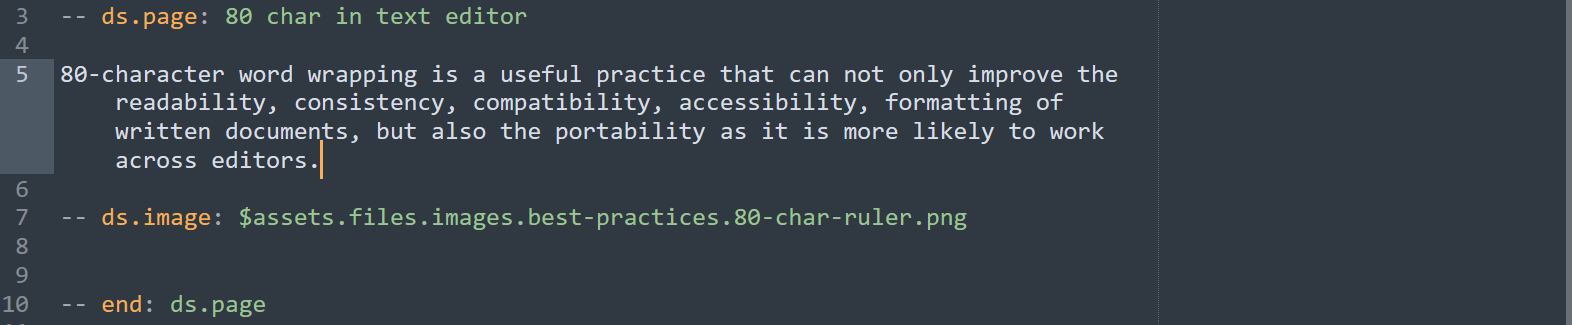 3 -- ds.page: 80 char in text editor
4
5 80-character word wrapping is a useful practice that can not only improve the
readability, consistency, compatibility, accessibility, formatting of
written documents, but also the portability as it is more likely to work
across editors.
6
7 -- ds.image: $assets.files.images.best-practices.80-char-ruler.png
8
9
10 -- end: ds.page